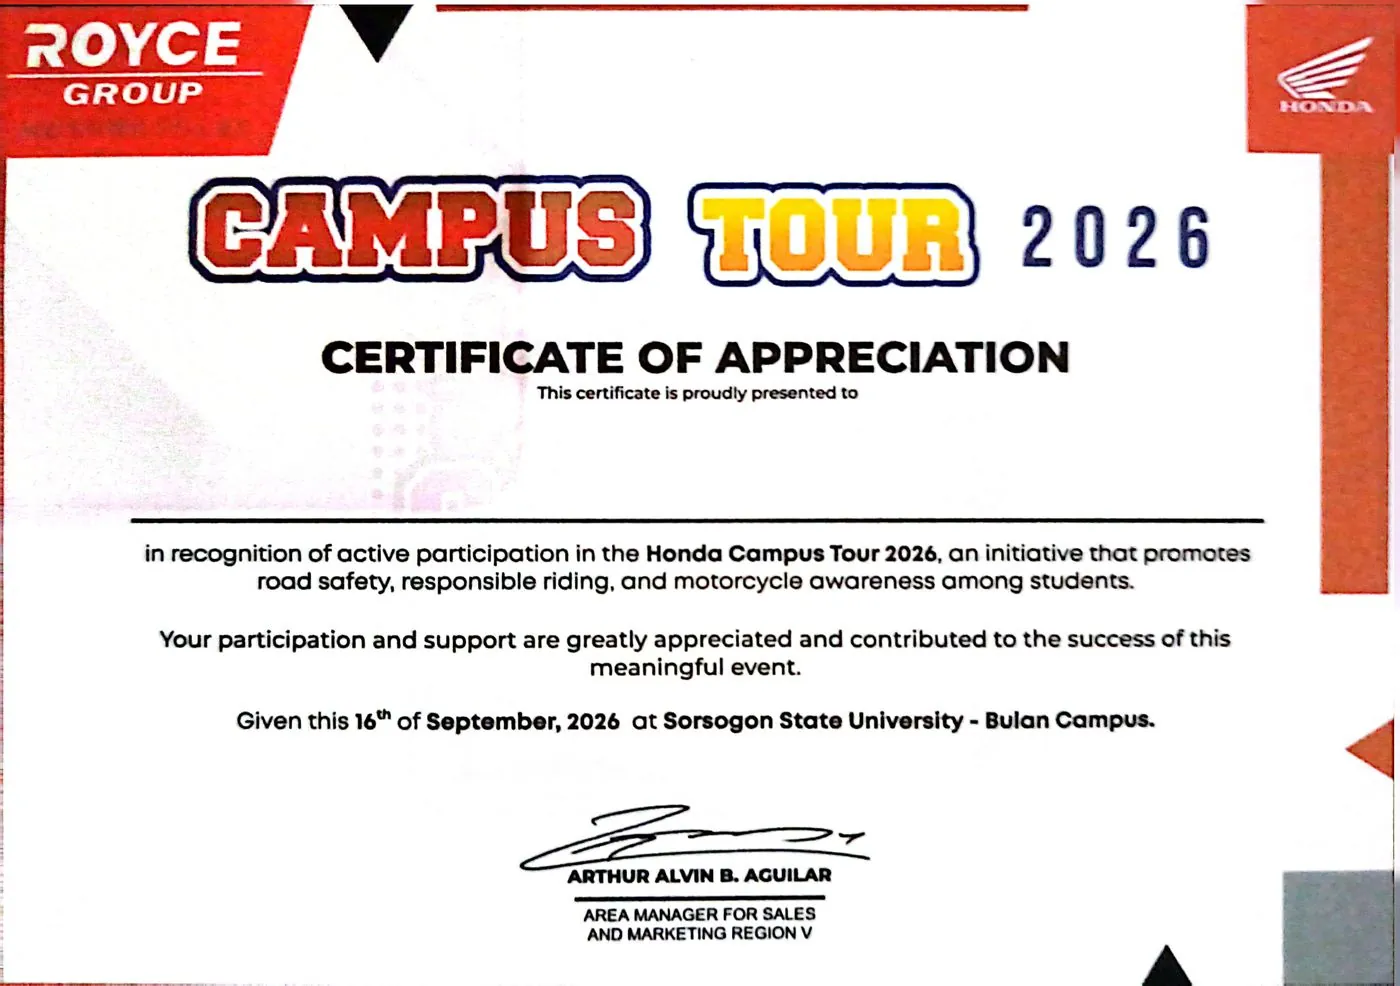 ROYCE
GROUP
HONDA
CAMPUS TOUR 2026
CERTIFICATE OF APPRECIATION
This certificate is proudly presented to
in recognition of active participation in the Honda Campus Tour 2026, an initiative that promotes
road safety, responsible riding, and motorcycle awareness among students.
Your participation and support are greatly appreciated and contributed to the success of this
meaningful event.
Given this 16th of September, 2026 at Sorsogon State University - Bulan Campus.
ARTHUR ALVIN B. AGUILAR
AREA MANAGER FOR SALES
AND MARKETING REGION V